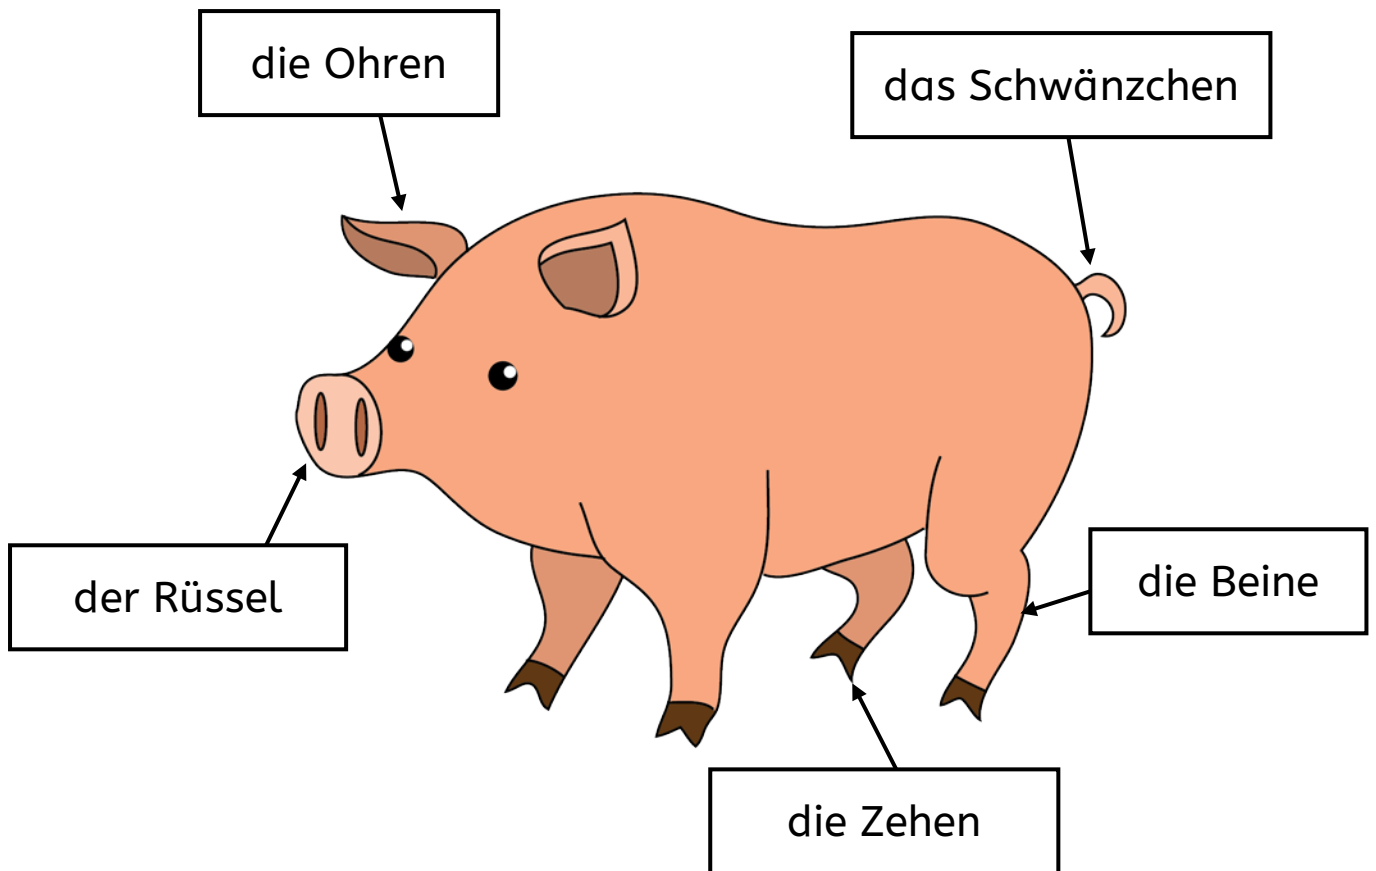 die Ohren
das Schwänzchen
der Rüssel
die Beine
die Zehen